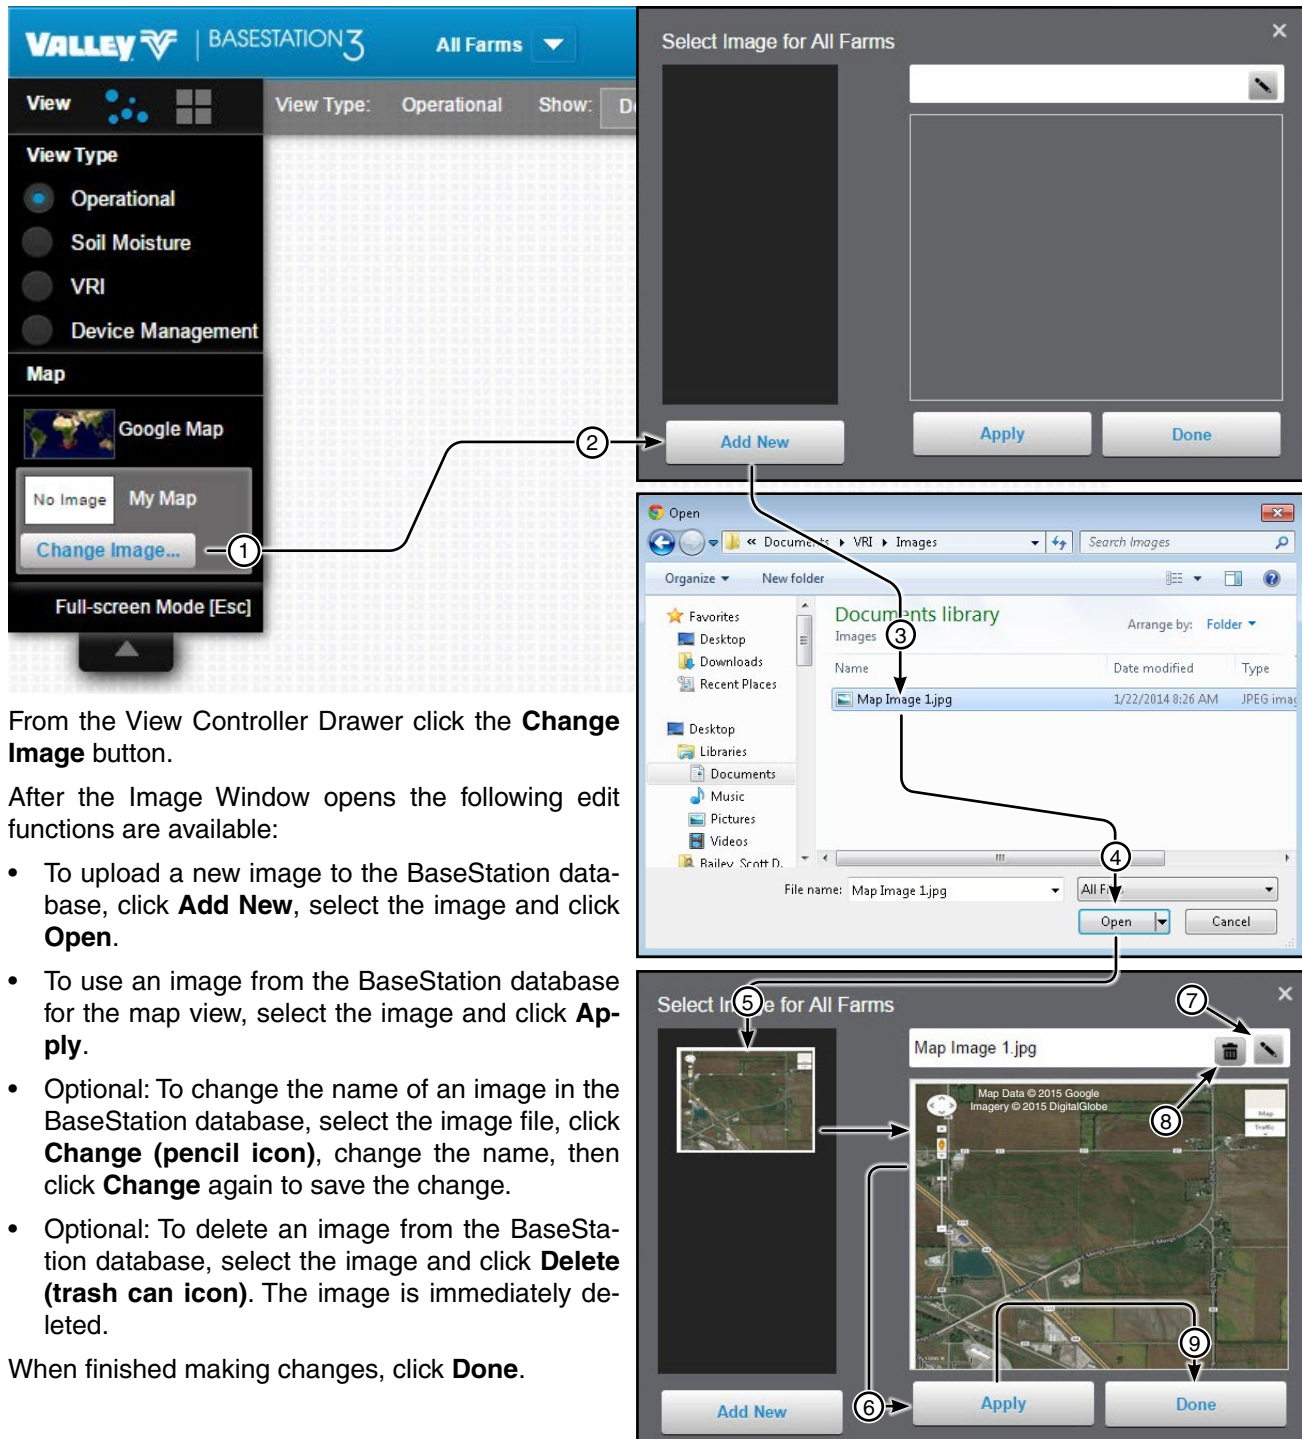 VALLEY | BASESTATION3 All Farms
View View Type: Operational Show:
View Type
Operational
Soil Moisture
VRI
Device Management
Map
Google Map
No Image My Map
Change Image... 1
Full-screen Mode [Esc]
Select Image for All Farms ×
2 Add New Apply Done
Open
« Documents VRI Images Search Images
Organize New folder
Favorites
Desktop
Downloads
Recent Places
Desktop
Libraries
Documents
Music
Pictures
Videos
Bailey, Scott D.
Documents library
Images 3 Arrange by: Folder
Name Date modified Type
Map Image 1.jpg 1/22/2014 8:26 AM JPEG imag
4
File name: Map Image 1.jpg
Open Cancel
From the View Controller Drawer click the Change
Image button.
After the Image Window opens the following edit
functions are available:
• To upload a new image to the BaseStation data-
base, click Add New, select the image and click
Open.
• To use an image from the BaseStation database
for the map view, select the image and click Ap-
ply.
• Optional: To change the name of an image in the
BaseStation database, select the image file, click
Change (pencil icon), change the name, then
click Change again to save the change.
• Optional: To delete an image from the BaseSta-
tion database, select the image and click Delete
(trash can icon). The image is immediately de-
leted.
When finished making changes, click Done.
5 7
Select Image for All Farms ×
Map Image 1.jpg
8
Map Data © 2015 Google
Imagery © 2015 DigitalGlobe
Map
Traffic
9
6
Add New Apply Done